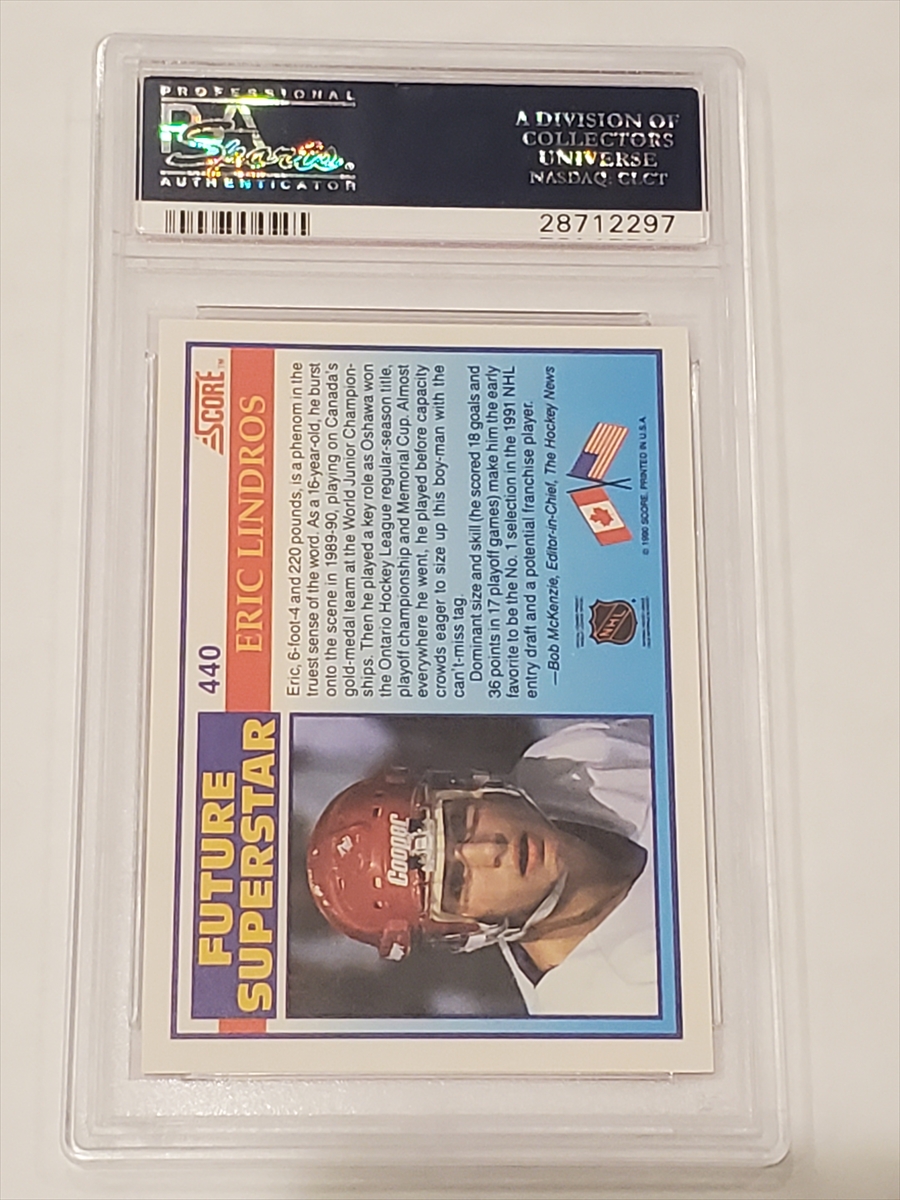 PROFESSIONAL
PSA
Sports
AUTHENTICATOR
A DIVISION OF
COLLECTORS
UNIVERSE
NASDAQ: CLCT
28712297
FUTURE
SUPERSTAR
440
SCORE™
ERIC LINDROS
Eric, 6-foot-4 and 220 pounds, is a phenom in the
truest sense of the word. As a 16-year-old, he burst
onto the scene in 1989-90, playing on Canada's
gold-medal team at the World Junior Champion-
ships. Then he played a key role as Oshawa won
the Ontario Hockey League regular-season title,
playoff championship and Memorial Cup. Almost
everywhere he went, he played before capacity
crowds eager to size up this boy-man with the
can't-miss tag.
Dominant size and skill (he scored 18 goals and
36 points in 17 playoff games) make him the early
favorite to be the No. 1 selection in the 1991 NHL
entry draft and a potential franchise player.
—Bob McKenzie, Editor-in-Chief, The Hockey News
NHL
© 1990 SCORE, PRINTED IN U.S.A.
Cooper